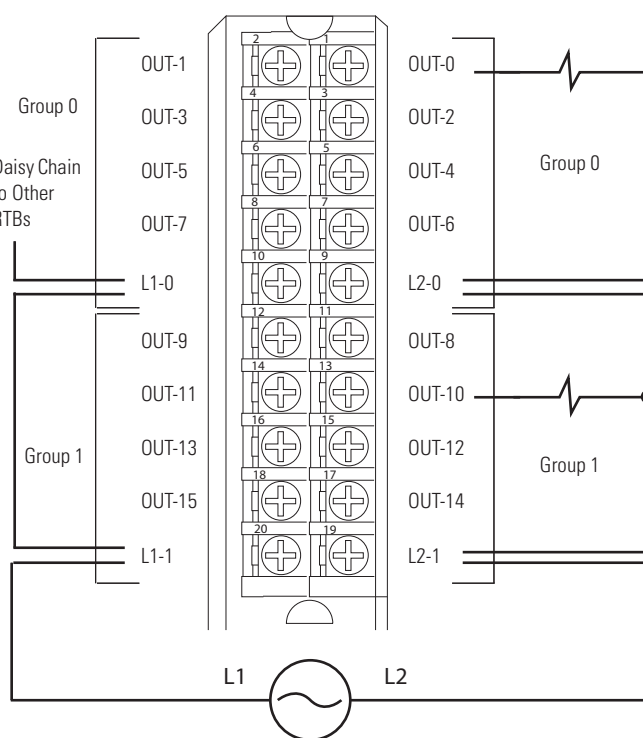 2 1
OUT-1 OUT-0
Group 0
4 3
OUT-3 OUT-2
Daisy Chain
o Other
RTBs
Group 0
6 5
OUT-5 OUT-4
8 7
OUT-7 OUT-6
10 9
L1-0 L2-0
12 11
OUT-9 OUT-8
14 13
OUT-11 OUT-10
16 15
OUT-13 OUT-12
Group 1 Group 1
18 17
OUT-15 OUT-14
20 19
L1-1 L2-1
L1 L2